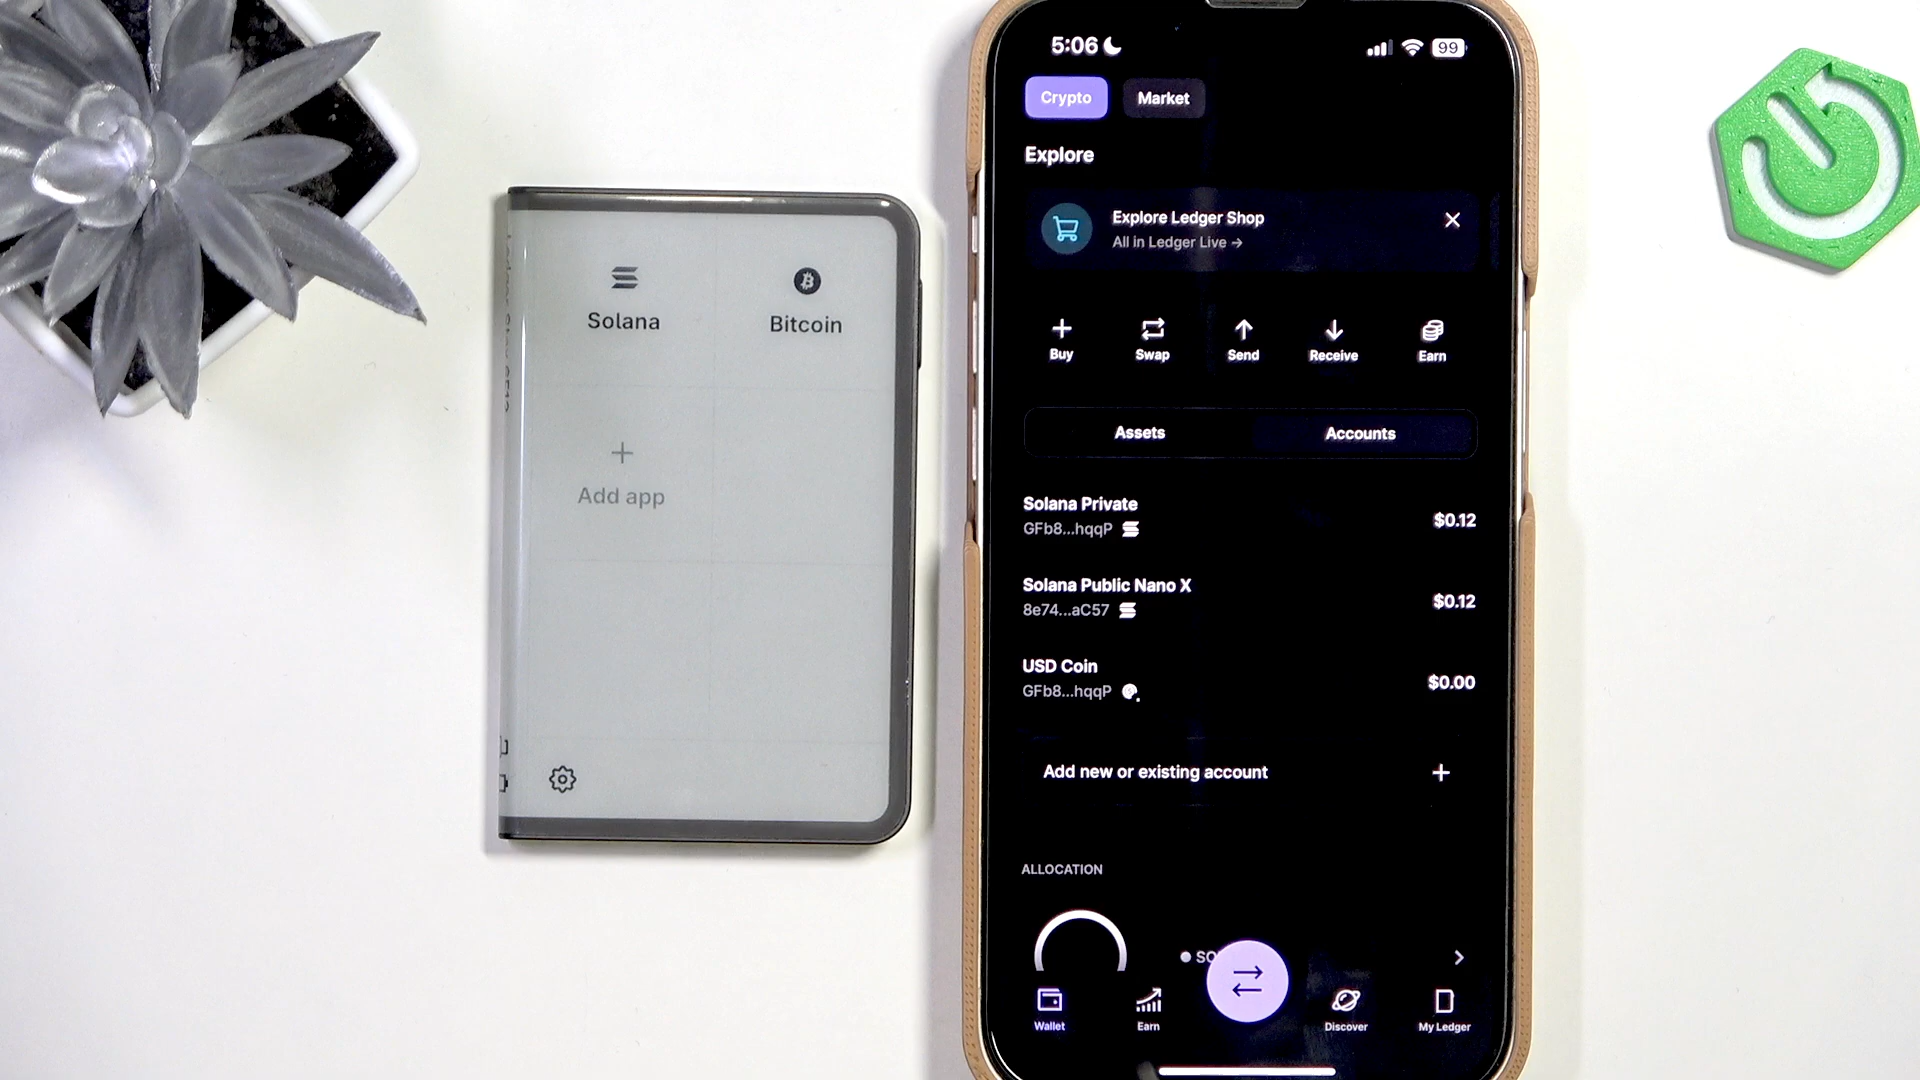 Solana
Bitcoin
Add app
5:06
99
Crypto
Market
Explore
Explore Ledger Shop
All in Ledger Live →
Buy
Swap
Send
Receive
Earn
Assets
Accounts
Solana Private
$0.12
GFb8...hqqP
Solana Public Nano X
$0.12
8e74...aC57
USD Coin
$0.00
GFb8...hqqP
Add new or existing account
ALLOCATION
Wallet
Earn
Discover
My Ledger